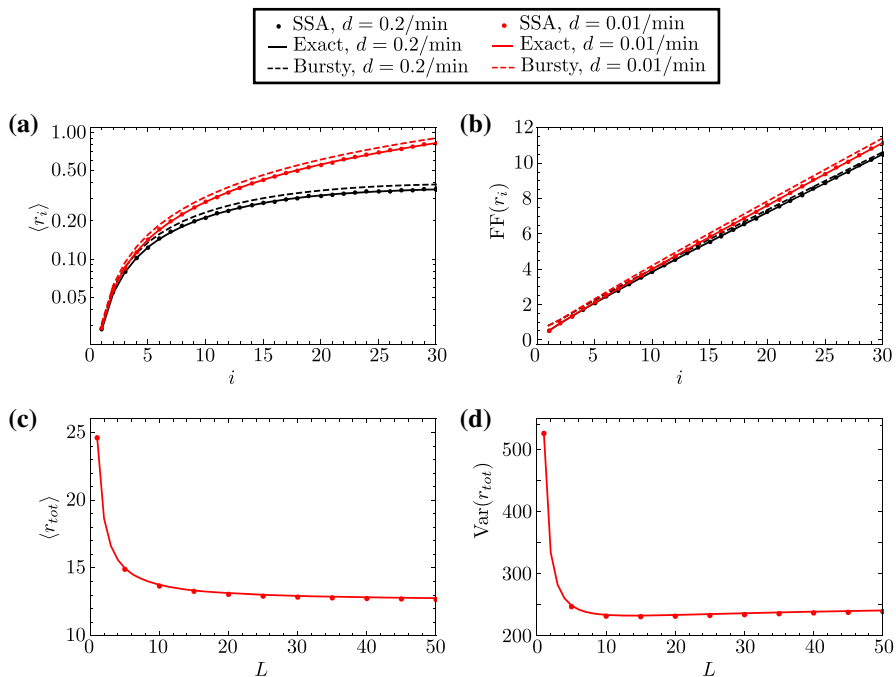 SSA, d = 0.2/min SSA, d = 0.01/min
Exact, d = 0.2/min Exact, d = 0.01/min
Bursty, d = 0.2/min Bursty, d = 0.01/min
(a)
1.00
0.50
0.20
0.10
0.05
⟨r_i⟩
0 5 10 15 20 25 30
i
(b)
12
10
8
6
4
2
0
FF(r_i)
0 5 10 15 20 25 30
i
(c)
25
20
15
10
⟨r_tot⟩
0 10 20 30 40 50
L
(d)
500
450
400
350
300
250
200
Var(r_tot)
0 10 20 30 40 50
L